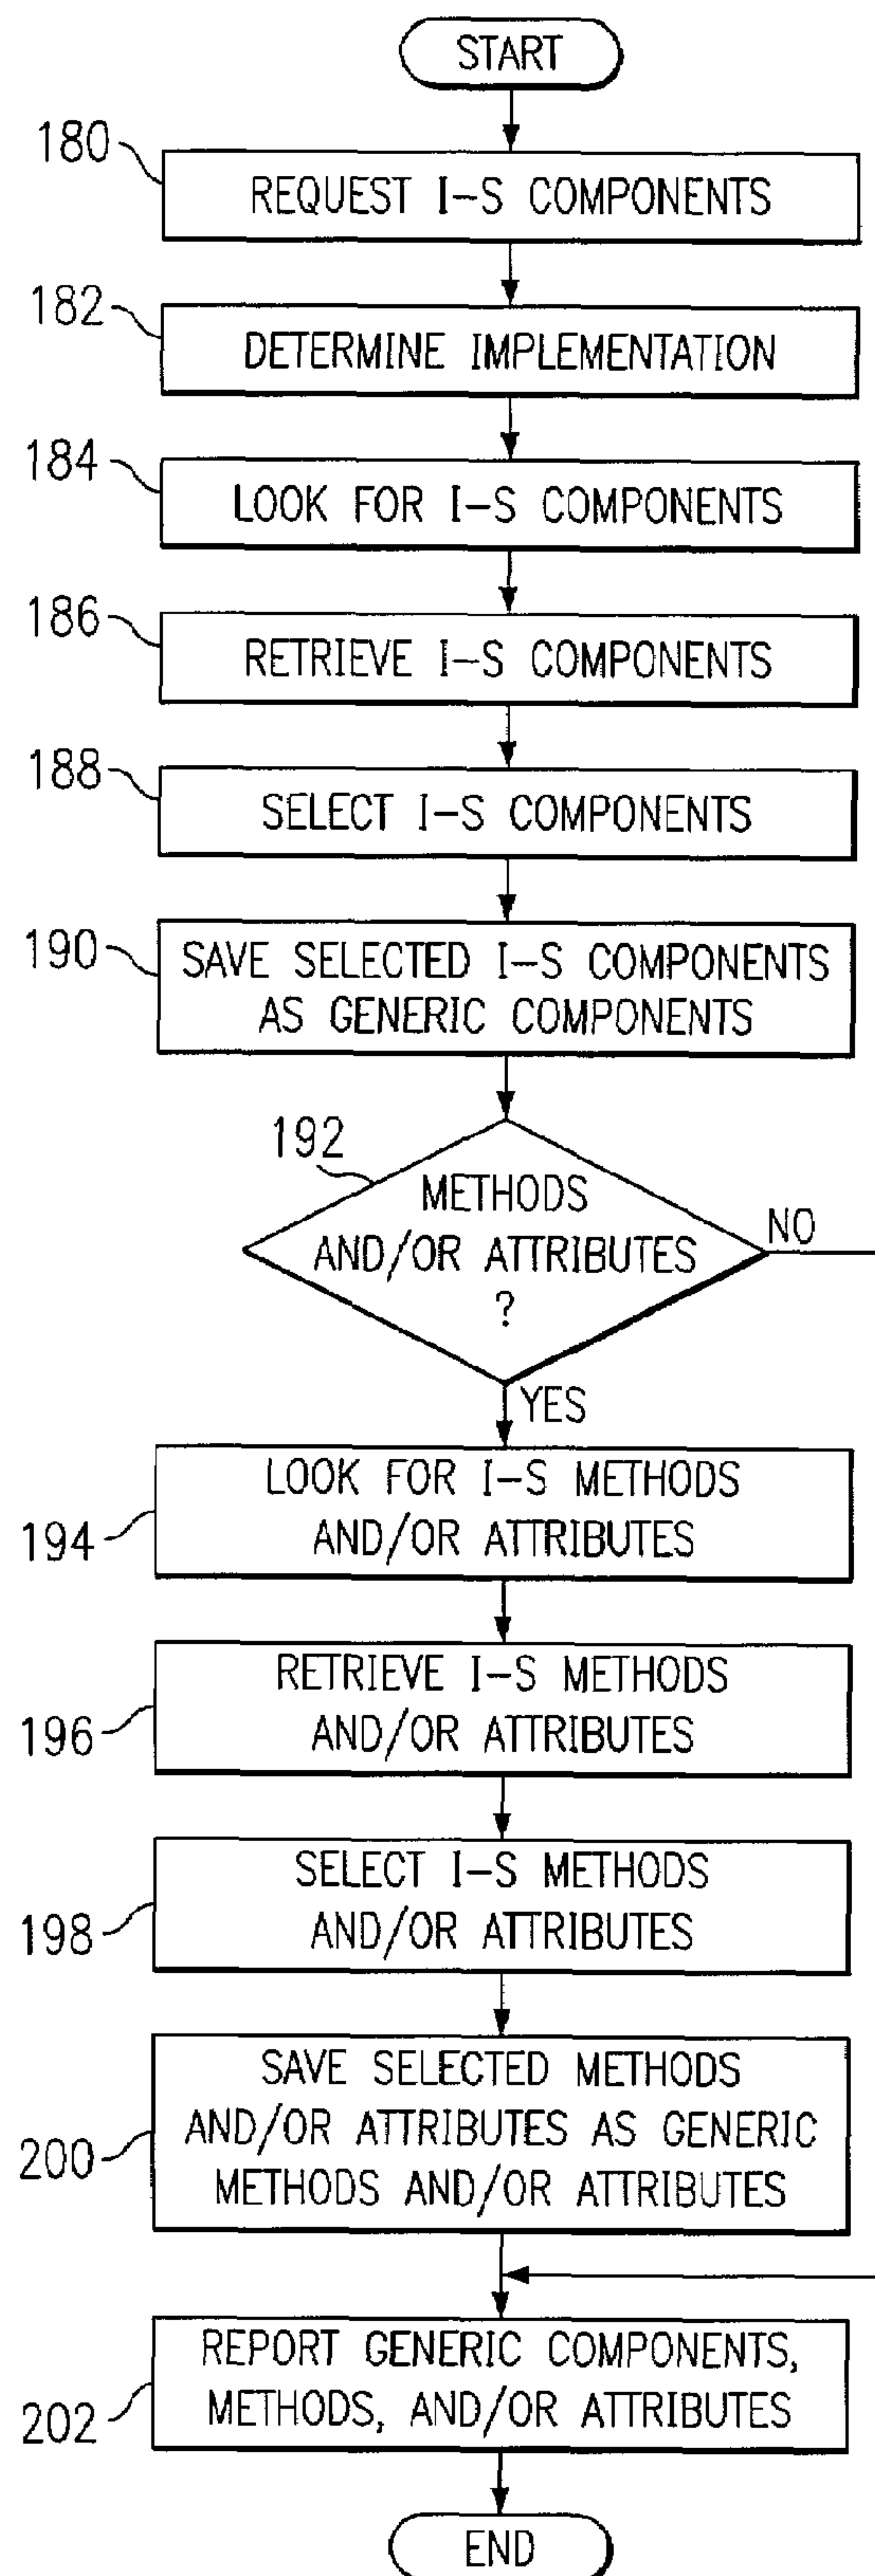 START
180
REQUEST I-S COMPONENTS
182
DETERMINE IMPLEMENTATION
184
LOOK FOR I-S COMPONENTS
186
RETRIEVE I-S COMPONENTS
188
SELECT I-S COMPONENTS
190
SAVE SELECTED I-S COMPONENTS
AS GENERIC COMPONENTS
192
METHODS
AND/OR ATTRIBUTES
?
NO
YES
LOOK FOR I-S METHODS
AND/OR ATTRIBUTES
194
RETRIEVE I-S METHODS
AND/OR ATTRIBUTES
196
SELECT I-S METHODS
AND/OR ATTRIBUTES
198
SAVE SELECTED METHODS
AND/OR ATTRIBUTES AS GENERIC
METHODS AND/OR ATTRIBUTES
200
REPORT GENERIC COMPONENTS,
METHODS, AND/OR ATTRIBUTES
202
END